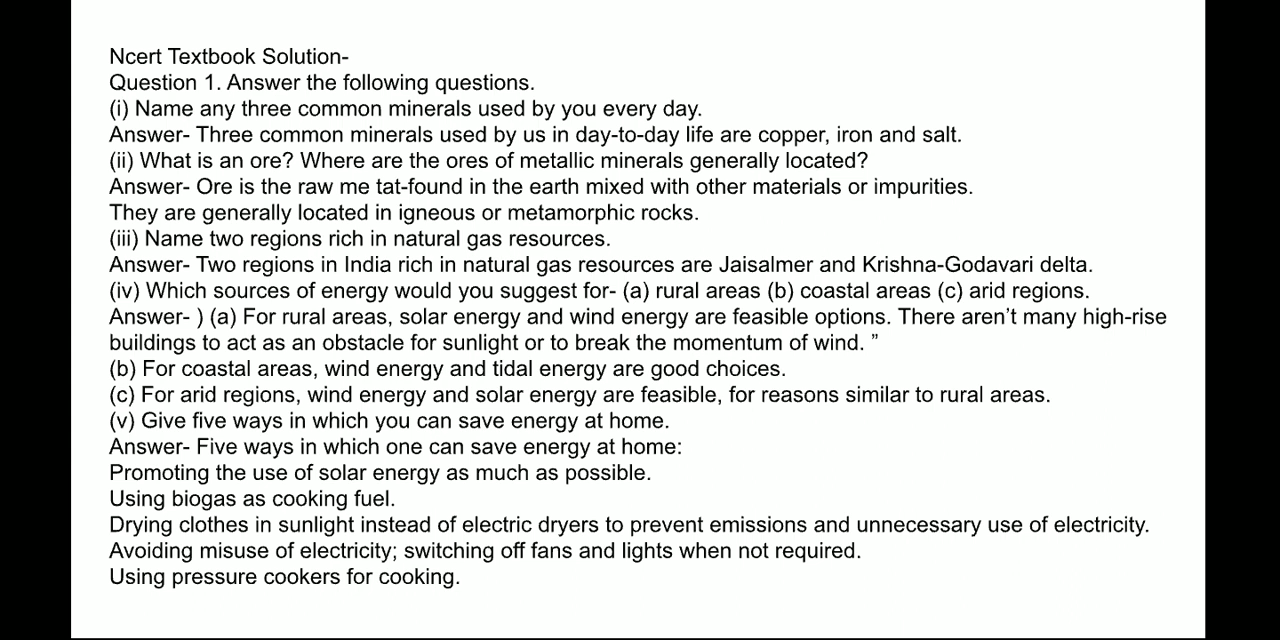 Ncert Textbook Solution-
Question 1. Answer the following questions.
(i) Name any three common minerals used by you every day.
Answer- Three common minerals used by us in day-to-day life are copper, iron and salt.
(ii) What is an ore? Where are the ores of metallic minerals generally located?
Answer- Ore is the raw me tat-found in the earth mixed with other materials or impurities.
They are generally located in igneous or metamorphic rocks.
(iii) Name two regions rich in natural gas resources.
Answer- Two regions in India rich in natural gas resources are Jaisalmer and Krishna-Godavari delta.
(iv) Which sources of energy would you suggest for- (a) rural areas (b) coastal areas (c) arid regions.
Answer- ) (a) For rural areas, solar energy and wind energy are feasible options. There aren’t many high-rise
buildings to act as an obstacle for sunlight or to break the momentum of wind. ”
(b) For coastal areas, wind energy and tidal energy are good choices.
(c) For arid regions, wind energy and solar energy are feasible, for reasons similar to rural areas.
(v) Give five ways in which you can save energy at home.
Answer- Five ways in which one can save energy at home:
Promoting the use of solar energy as much as possible.
Using biogas as cooking fuel.
Drying clothes in sunlight instead of electric dryers to prevent emissions and unnecessary use of electricity.
Avoiding misuse of electricity; switching off fans and lights when not required.
Using pressure cookers for cooking.